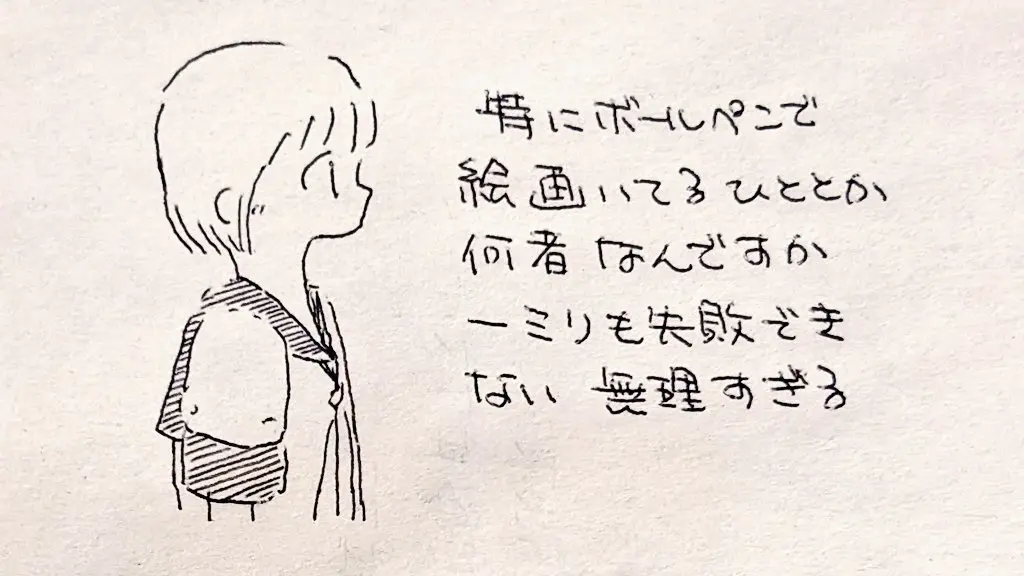 特にボールペンで
絵画いてるひととか
何者なんですか
一ミリも失敗でき
ない無理すぎる